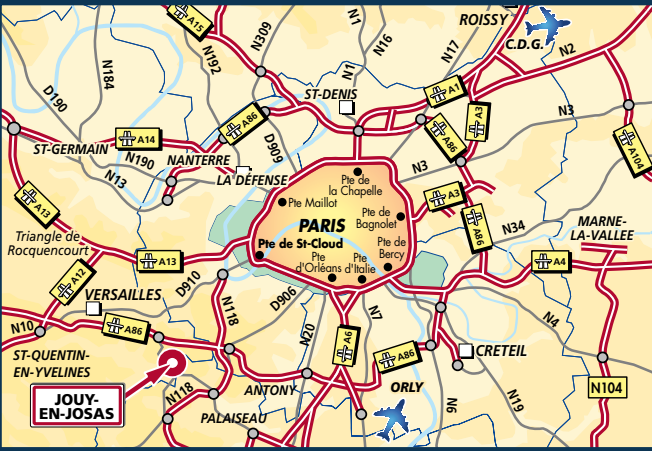 A15
N309
N1
N16
ROISSY
C.D.G.
N17
N2
N184
N192
D190
N1
ST-DENIS
A1
A3
N3
A86
A86
A104
ST-GERMAIN
A14
N190
NANTERRE
D909
N13
LA DÉFENSE
N3
Pte de
la Chapelle
Pte Maillot
A3
A13
PARIS
Pte de
Bagnolet
A86
N34
MARNE-
LA-VALLEE
Triangle de
Rocquencourt
Pte de St-Cloud
Pte de
Bercy
A13
Pte
d'Orléans
Pte
d'Italie
A4
A12
D910
VERSAILLES
D906
N118
N20
N7
N10
A86
A6
N4
ST-QUENTIN-
EN-YVELINES
A86
CRETEIL
JOUY-
EN-JOSAS
N118
ANTONY
ORLY
N104
PALAISEAU
N6
N19